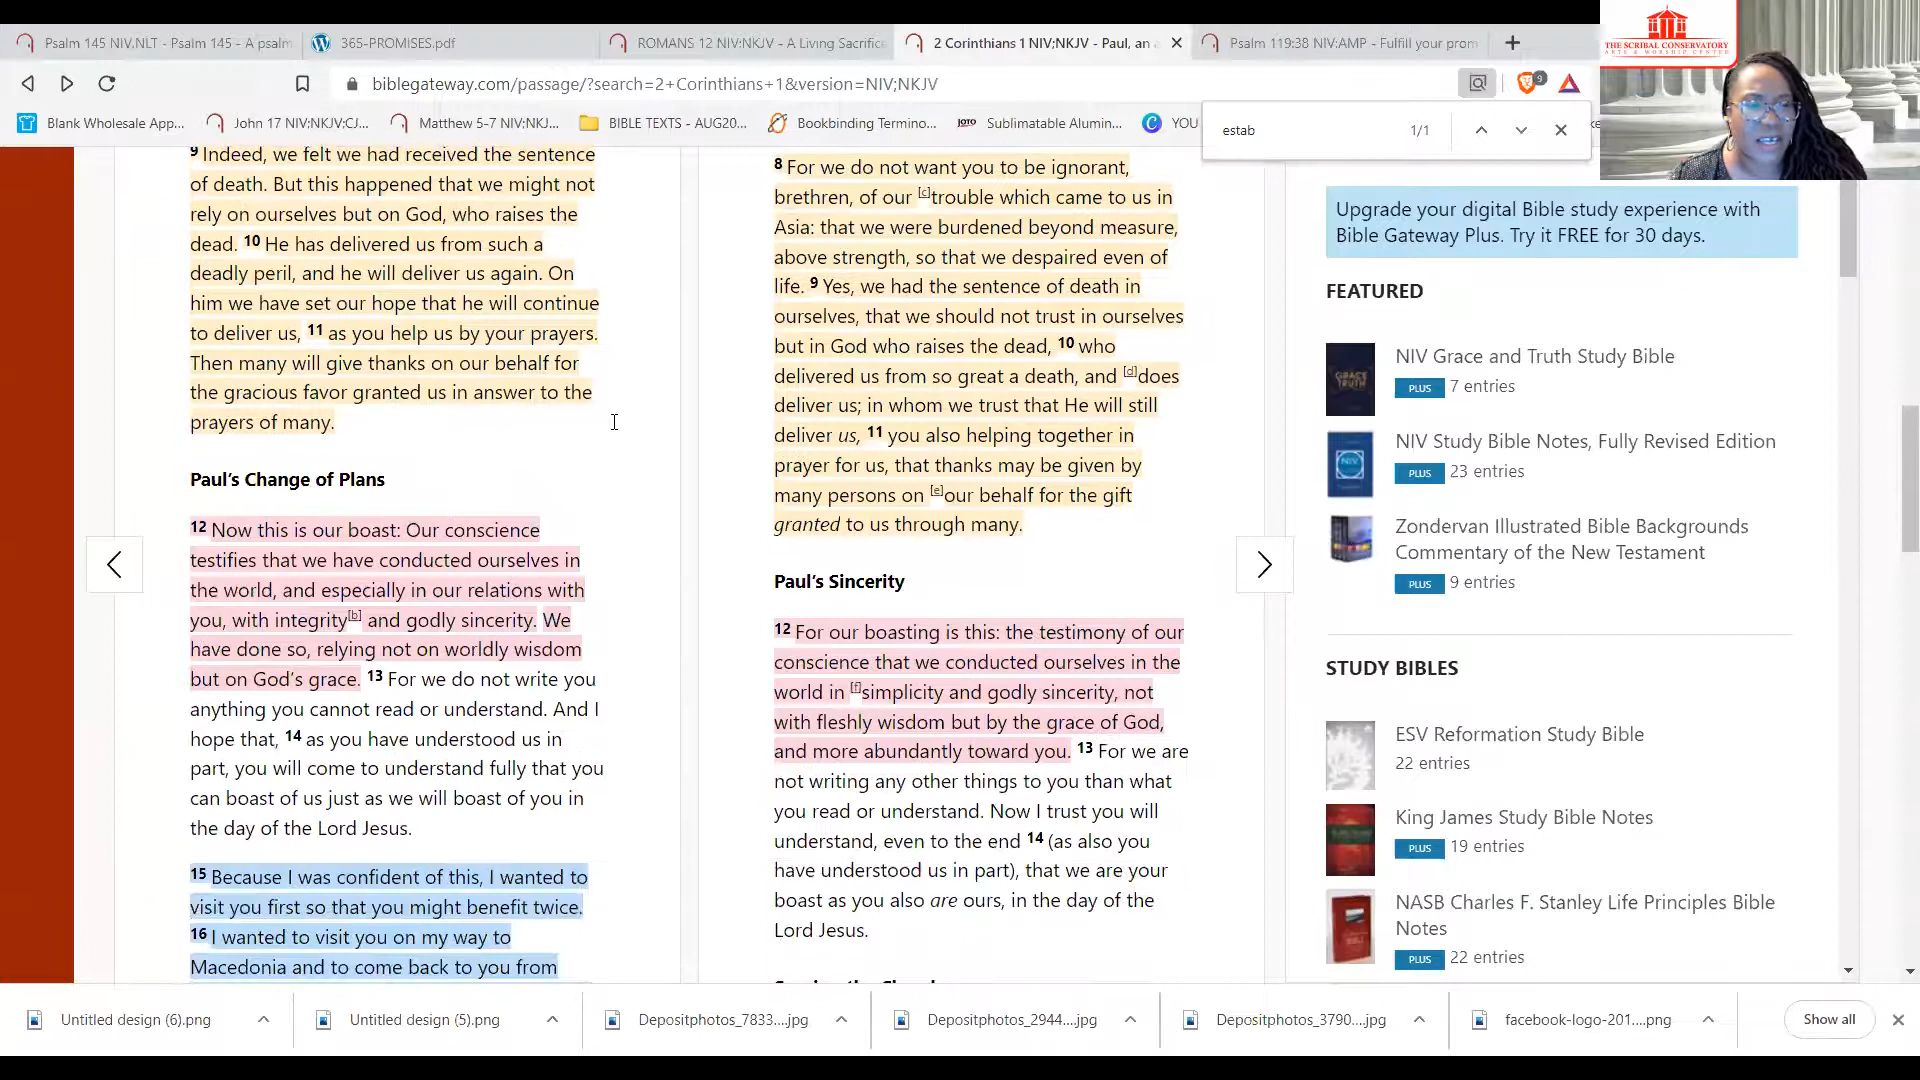 Psalm 145 NIV,NLT - Psalm 145 - A psalm
365-PROMISES.pdf
ROMANS 12 NIV;NKJV - A Living Sacrifice
2 Corinthians 1 NIV;NKJV - Paul, an a
Psalm 119:38 NIV;AMP - Fulfill your prom
THE SCRIBAL CONSERVATORY
ARTS & WORSHIP CENTER
biblegateway.com/passage/?search=2+Corinthians+1&version=NIV;NKJV
9
Blank Wholesale App...
John 17 NIV;NKJV;CJ...
Matthew 5-7 NIV;NKJ...
BIBLE TEXTS - AUG20...
Bookbinding Termino...
JOTO
Sublimatable Alumin...
YOU
estab
1/1
9 Indeed, we felt we had received the sentence
of death. But this happened that we might not
rely on ourselves but on God, who raises the
dead. 10 He has delivered us from such a
deadly peril, and he will deliver us again. On
him we have set our hope that he will continue
to deliver us, 11 as you help us by your prayers.
Then many will give thanks on our behalf for
the gracious favor granted us in answer to the
prayers of many.
Paul's Change of Plans
12 Now this is our boast: Our conscience
testifies that we have conducted ourselves in
the world, and especially in our relations with
you, with integrity[b] and godly sincerity. We
have done so, relying not on worldly wisdom
but on God's grace. 13 For we do not write you
anything you cannot read or understand. And I
hope that, 14 as you have understood us in
part, you will come to understand fully that you
can boast of us just as we will boast of you in
the day of the Lord Jesus.
15 Because I was confident of this, I wanted to
visit you first so that you might benefit twice.
16 I wanted to visit you on my way to
Macedonia and to come back to you from
8 For we do not want you to be ignorant,
brethren, of our [c]trouble which came to us in
Asia: that we were burdened beyond measure,
above strength, so that we despaired even of
life. 9 Yes, we had the sentence of death in
ourselves, that we should not trust in ourselves
but in God who raises the dead, 10 who
delivered us from so great a death, and [d]does
deliver us; in whom we trust that He will still
deliver us, 11 you also helping together in
prayer for us, that thanks may be given by
many persons on [e]our behalf for the gift
granted to us through many.
Paul's Sincerity
12 For our boasting is this: the testimony of our
conscience that we conducted ourselves in the
world in [f]simplicity and godly sincerity, not
with fleshly wisdom but by the grace of God,
and more abundantly toward you. 13 For we are
not writing any other things to you than what
you read or understand. Now I trust you will
understand, even to the end 14 (as also you
have understood us in part), that we are your
boast as you also are ours, in the day of the
Lord Jesus.
Upgrade your digital Bible study experience with
Bible Gateway Plus. Try it FREE for 30 days.
FEATURED
NIV Grace and Truth Study Bible
PLUS 7 entries
NIV Study Bible Notes, Fully Revised Edition
PLUS 23 entries
Zondervan Illustrated Bible Backgrounds
Commentary of the New Testament
PLUS 9 entries
STUDY BIBLES
ESV Reformation Study Bible
22 entries
King James Study Bible Notes
PLUS 19 entries
NASB Charles F. Stanley Life Principles Bible
Notes
PLUS 22 entries
Untitled design (6).png
Untitled design (5).png
Depositphotos_7833....jpg
Depositphotos_2944....jpg
Depositphotos_3790....jpg
facebook-logo-201....png
Show all